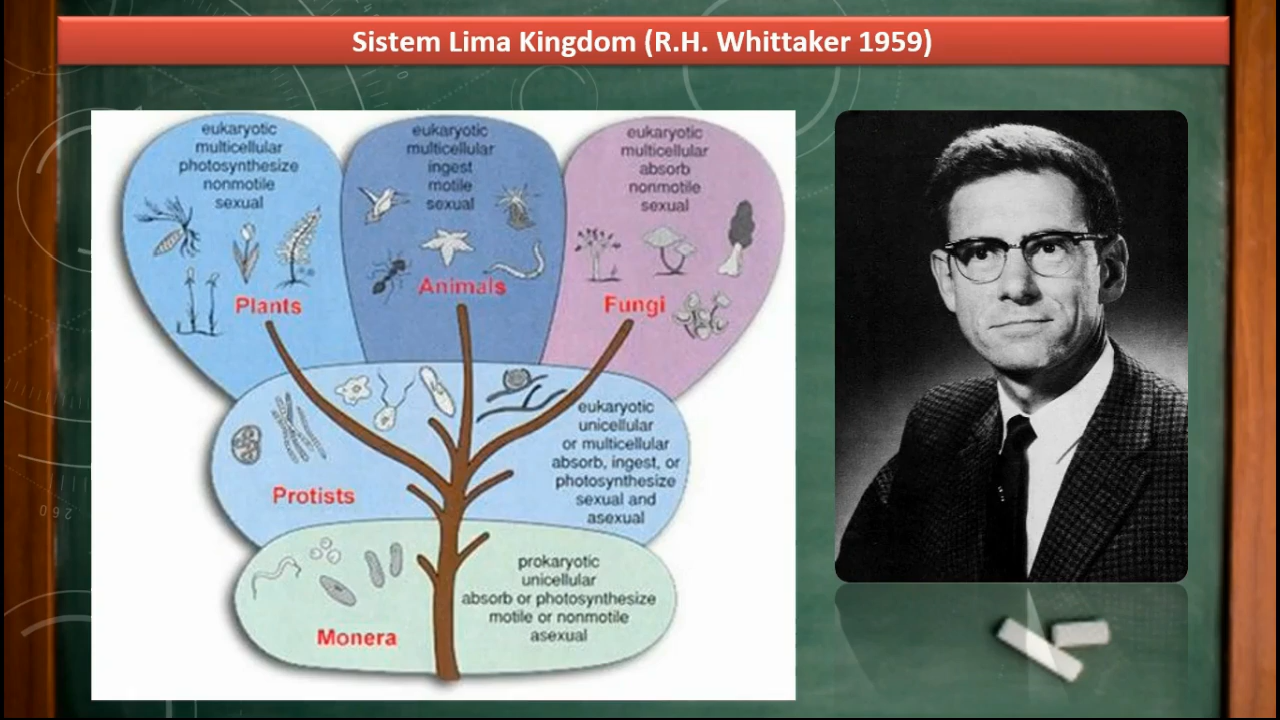 Sistem Lima Kingdom (R.H. Whittaker 1959)
eukaryotic
multicellular
photosynthesize
nonmotile
sexual
Plants
eukaryotic
multicellular
ingest
motile
sexual
Animals
eukaryotic
multicellular
absorb
nonmotile
sexual
Fungi
eukaryotic
unicellular
or multicellular
absorb, ingest, or
photosynthesize
sexual and
asexual
Protists
prokaryotic
unicellular
absorb or photosynthesize
motile or nonmotile
asexual
Monera
260